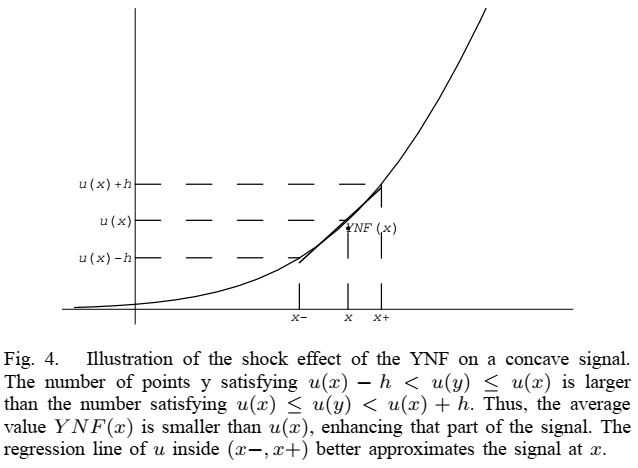 u(x)+h
u(x)
YNF(x)
u(x)-h
x- x x+
Fig. 4. Illustration of the shock effect of the YNF on a concave signal.
The number of points y satisfying u(x) − h < u(y) ≤ u(x) is larger
than the number satisfying u(x) ≤ u(y) < u(x) + h. Thus, the average
value YNF(x) is smaller than u(x), enhancing that part of the signal. The
regression line of u inside (x−, x+) better approximates the signal at x.